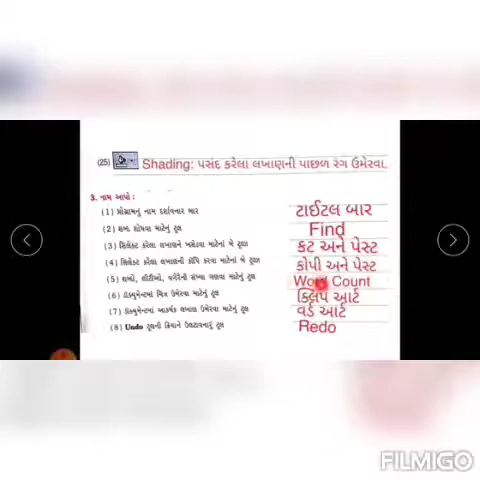 (25) Shading: પસંદ કરેલા લખાણની પાછળ રંગ ઉમેરવા.
3. નામ આપો :
(1) પ્રોગ્રામનું નામ દર્શાવનાર બાર ટાઈટલ બાર
(2) શબ્દ શોધવા માટેનું ટૂલ Find
(3) સિલેક્ટ કરેલા લખાણને ખસેડવા માટેનાં બે ટૂલ્સ કટ અને પેસ્ટ
(4) સિલેક્ટ કરેલા લખાણની કૉપિ કરવા માટેનાં બે ટૂલ્સ કોપી અને પેસ્ટ
(5) શબ્દો, લીટીઓ, વગેરેની સંખ્યા ગણવા માટેનું ટૂલ Word Count
(6) ડૉક્યુમેન્ટમાં ચિત્ર ઉમેરવા માટેનું ટૂલ ક્લિપ આર્ટ
(7) ડૉક્યુમેન્ટમાં આકર્ષક લખાણ ઉમેરવા માટેનું ટૂલ વર્ડ આર્ટ
(8) Undo ટૂલની ક્રિયાને ઉલટાવનારું ટૂલ Redo
FILMIGO